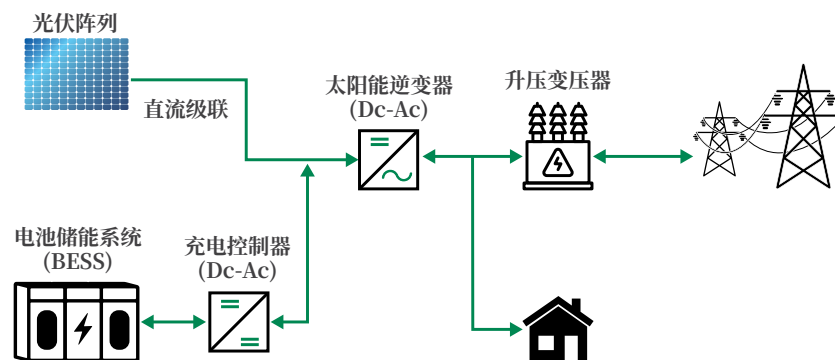 光伏阵列
直流级联
太阳能逆变器
(Dc-Ac)
升压变压器
电池储能系统
(BESS)
充电控制器
(Dc-Ac)